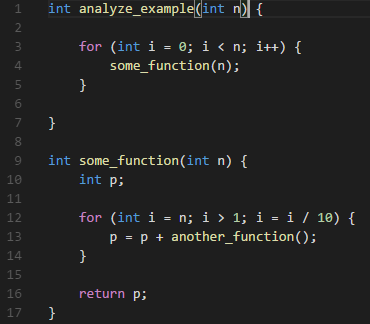 1 int analyze_example(int n) {
2
3 for (int i = 0; i < n; i++) {
4 some_function(n);
5 }
6
7 }
8
9 int some_function(int n) {
10 int p;
11
12 for (int i = n; i > 1; i = i / 10) {
13 p = p + another_function();
14 }
15
16 return p;
17 }